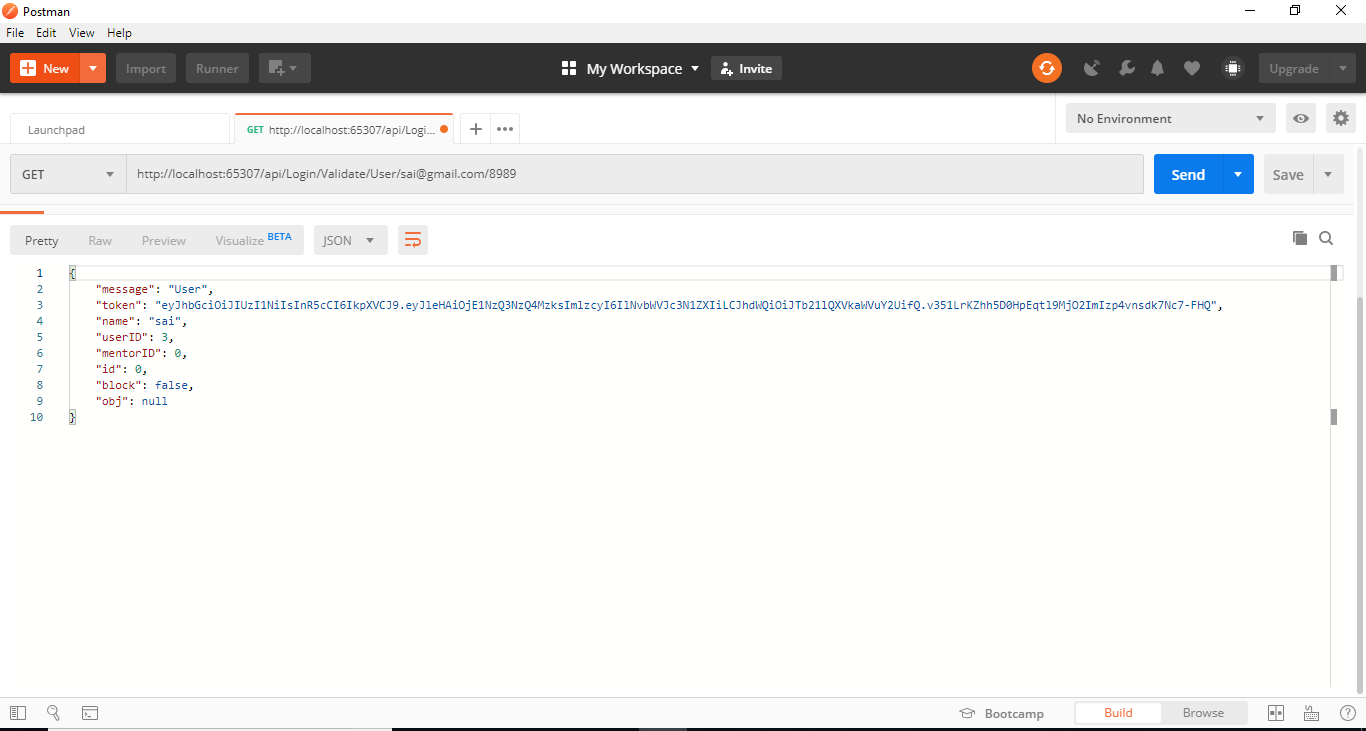 Postman
File Edit View Help
New Import Runner My Workspace Invite Upgrade
Launchpad GET http://localhost:65307/api/Logi... No Environment
GET http://localhost:65307/api/Login/Validate/User/sai@gmail.com/8989 Send Save
Pretty Raw Preview Visualize BETA JSON
1 {
2 "message": "User",
3 "token": "eyJhbGciOiJIUzI1NiIsInR5cCI6IkpXVCJ9.eyJleHAiOjE1NzQ3NzQ4MzksImlzcyI6IlNvbWVJc3N1ZXIiLCJhdWQiOiJTb21lQXVkaWVuY2UifQ.v351LrKZhh5D0HpEqtl9MjO2ImIzp4vnsdk7Nc7-FHQ",
4 "name": "sai",
5 "userID": 3,
6 "mentorID": 0,
7 "id": 0,
8 "block": false,
9 "obj": null
10 }
Bootcamp Build Browse